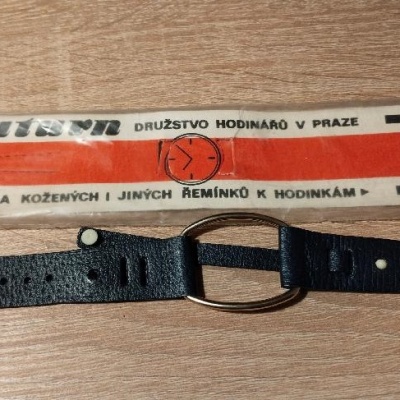 DRUŽSTVO HODINÁŘŮ V PRAZE
A KOŽENÝCH I JINÝCH ŘEMÍNKŮ K HODINKÁM ►